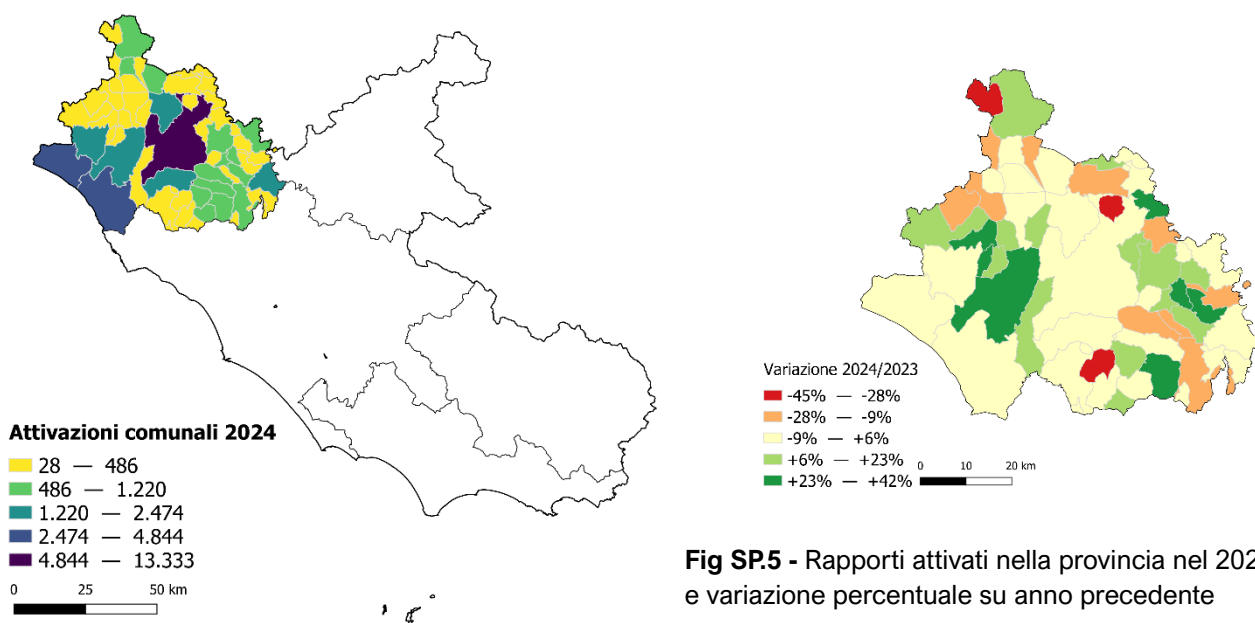 Attivazioni comunali 2024
28 — 486
486 — 1.220
1.220 — 2.474
2.474 — 4.844
4.844 — 13.333
0 25 50 km
Variazione 2024/2023
-45% — -28%
-28% — -9%
-9% — +6%
+6% — +23%
+23% — +42%
0 10 20 km
Fig SP.5 - Rapporti attivati nella provincia nel 202
e variazione percentuale su anno precedente